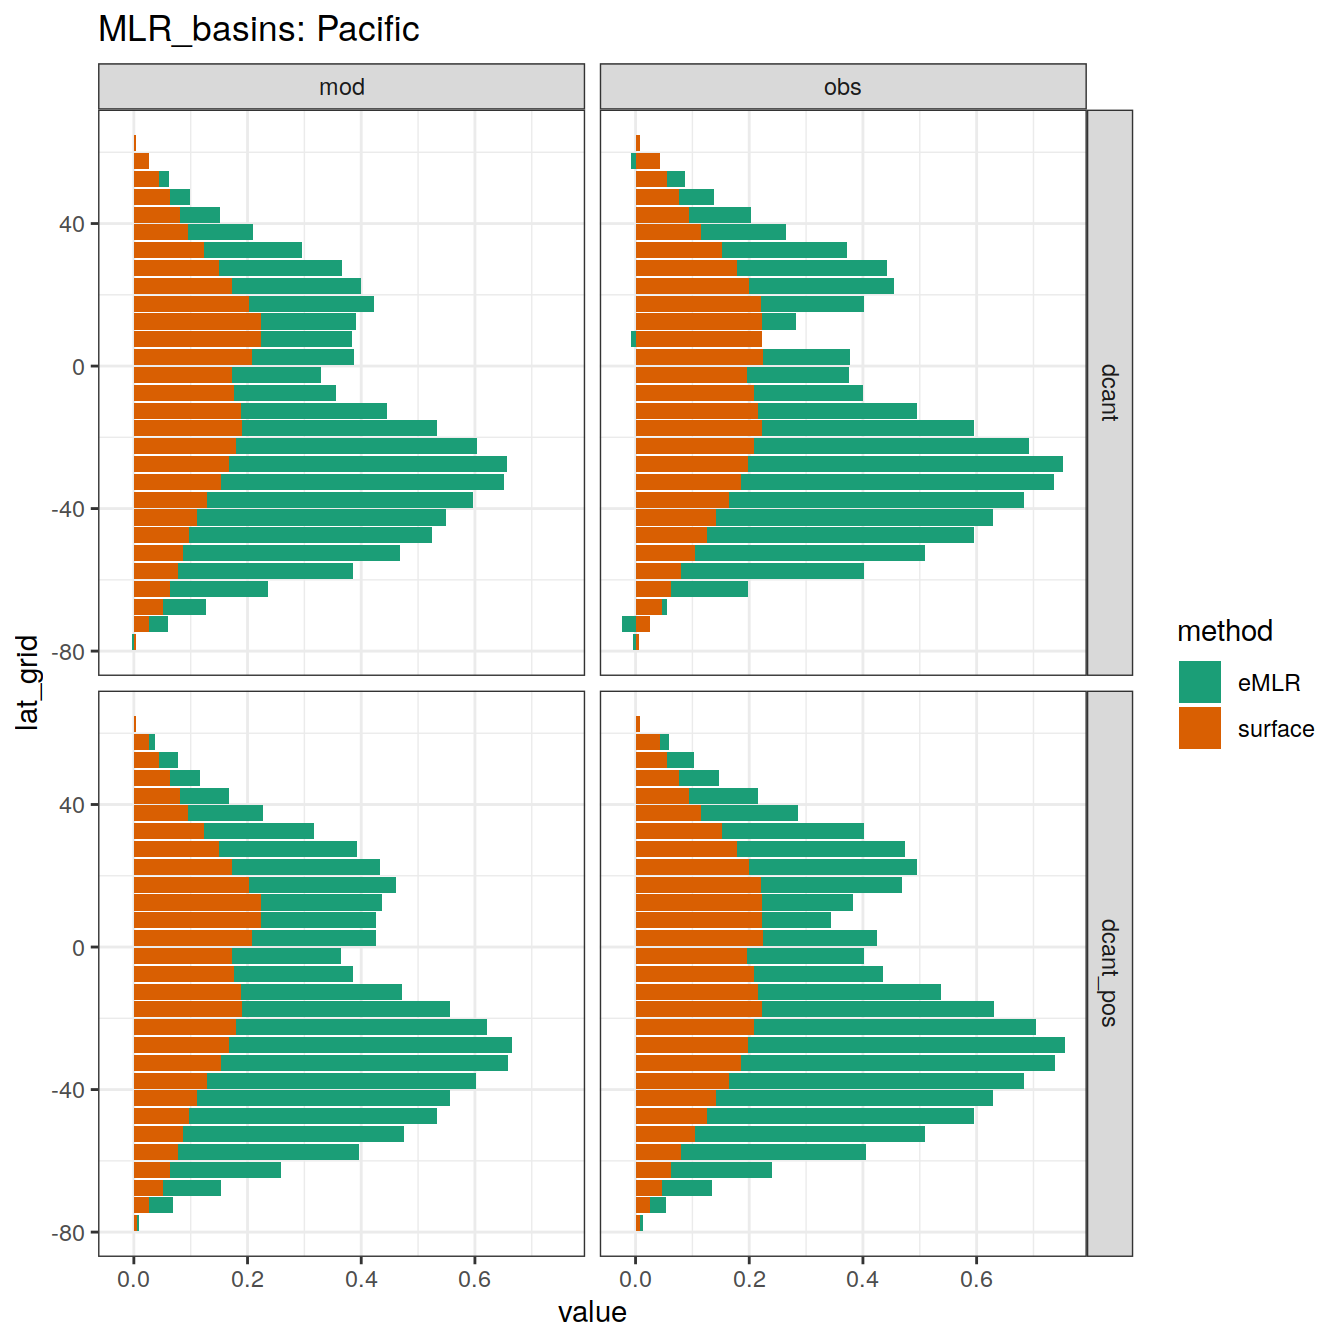 MLR_basins: Pacific
mod
obs
40
0
-40
-80
dcant
40
0
-40
-80
dcant_pos
0.0 0.2 0.4 0.6
0.0 0.2 0.4 0.6
value
lat_grid
method
eMLR
surface